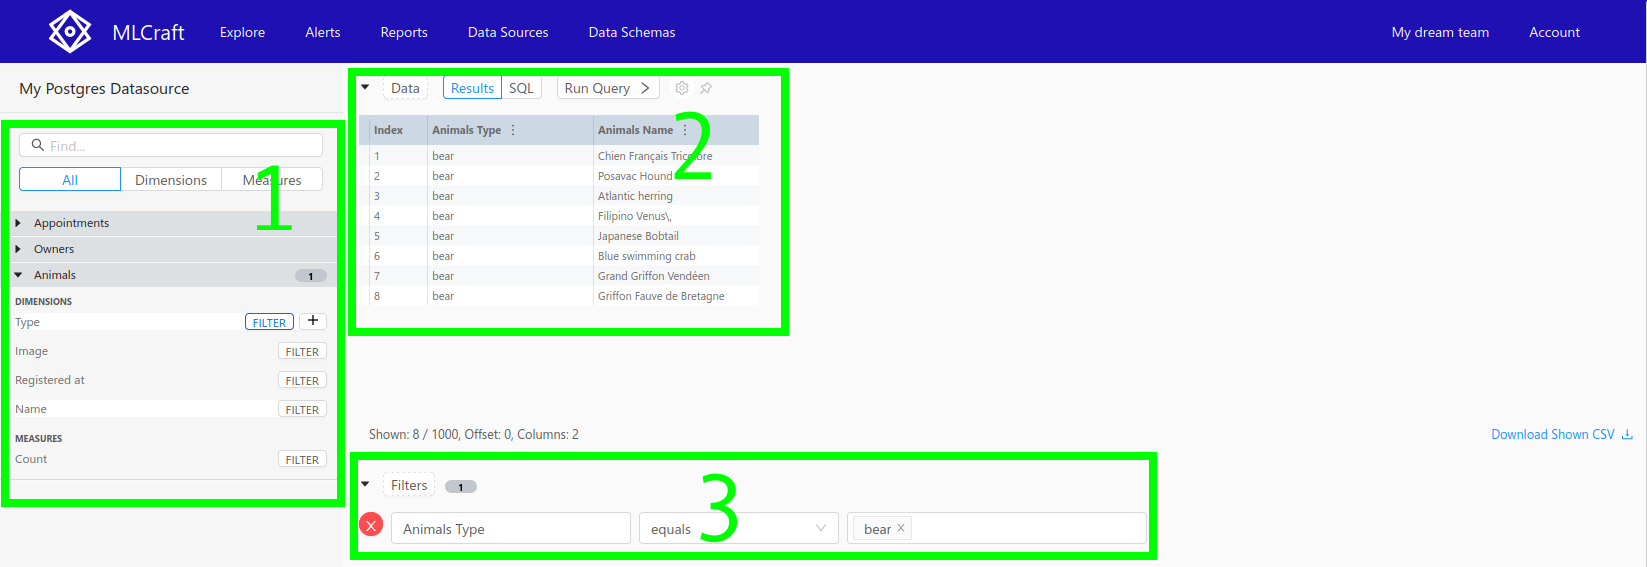 MLCraft Explore Alerts Reports Data Sources Data Schemas My dream team Account
My Postgres Datasource
1
Find...
All Dimensions Measures
Appointments
Owners
Animals 1
DIMENSIONS
Type FILTER +
Image FILTER
Registered at FILTER
Name FILTER
MEASURES
Count FILTER
2
Data Results SQL Run Query
Index Animals Type Animals Name
1 bear Chien Français Tricolore
2 bear Posavac Hound
3 bear Atlantic herring
4 bear Filipino Venus\,
5 bear Japanese Bobtail
6 bear Blue swimming crab
7 bear Grand Griffon Vendéen
8 bear Griffon Fauve de Bretagne
Shown: 8 / 1000, Offset: 0, Columns: 2 Download Shown CSV
3
Filters 1
X Animals Type equals bear ×